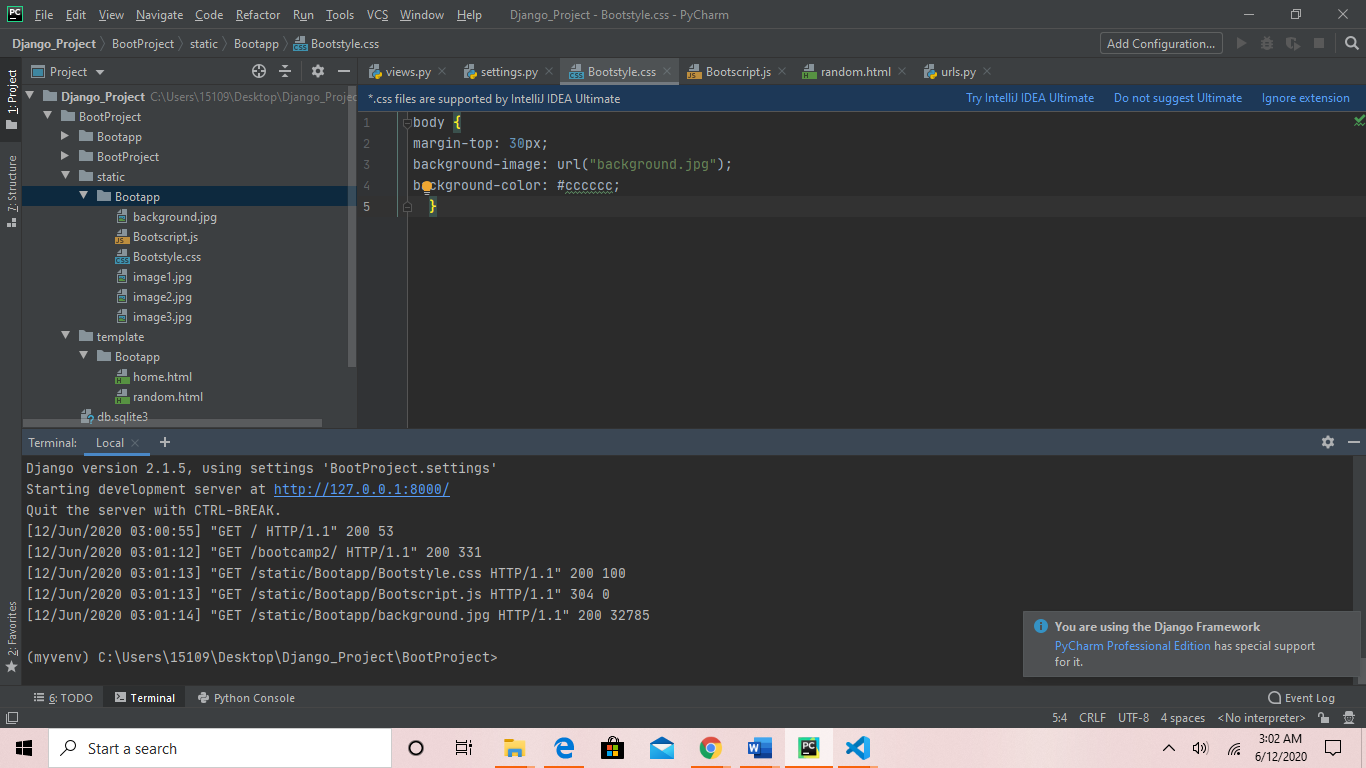 PC File Edit View Navigate Code Refactor Run Tools VCS Window Help Django_Project - Bootstyle.css - PyCharm
Django_Project BootProject static Bootapp Bootstyle.css Add Configuration...
Project
views.py settings.py Bootstyle.css Bootscript.js random.html urls.py
1: Project
7: Structure
2: Favorites
Django_Project C:\Users\15109\Desktop\Django_Projec
BootProject
Bootapp
BootProject
static
Bootapp
background.jpg
Bootscript.js
Bootstyle.css
image1.jpg
image2.jpg
image3.jpg
template
Bootapp
home.html
random.html
db.sqlite3
*.css files are supported by IntelliJ IDEA Ultimate Try IntelliJ IDEA Ultimate Do not suggest Ultimate Ignore extension
1 body {
2 margin-top: 30px;
3 background-image: url("background.jpg");
4 background-color: #cccccc;
5 }
Terminal: Local +
Django version 2.1.5, using settings 'BootProject.settings'
Starting development server at http://127.0.0.1:8000/
Quit the server with CTRL-BREAK.
[12/Jun/2020 03:00:55] "GET / HTTP/1.1" 200 53
[12/Jun/2020 03:01:12] "GET /bootcamp2/ HTTP/1.1" 200 331
[12/Jun/2020 03:01:13] "GET /static/Bootapp/Bootstyle.css HTTP/1.1" 200 100
[12/Jun/2020 03:01:13] "GET /static/Bootapp/Bootscript.js HTTP/1.1" 304 0
[12/Jun/2020 03:01:14] "GET /static/Bootapp/background.jpg HTTP/1.1" 200 32785
(myvenv) C:\Users\15109\Desktop\Django_Project\BootProject>
You are using the Django Framework
PyCharm Professional Edition has special support
for it.
6: TODO Terminal Python Console Event Log
5:4 CRLF UTF-8 4 spaces <No interpreter>
Start a search
3:02 AM
6/12/2020